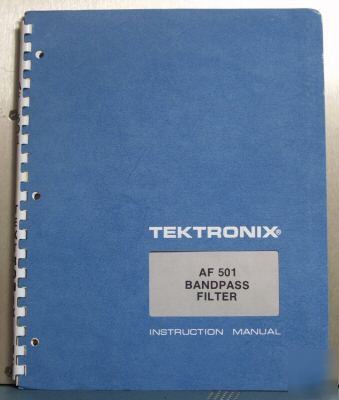 TEKTRONIX®
AF 501
BANDPASS
FILTER
INSTRUCTION MANUAL